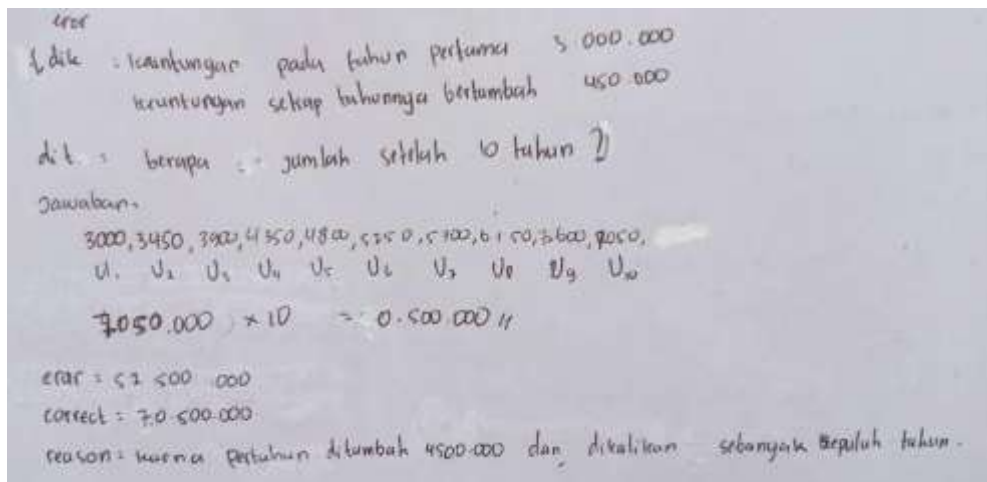 eror
1. dik : keuntungan pada tahun pertama 3 000.000
keuntungan setiap tahunnya bertambah 450 000
dit : berapa jumlah setelah 10 tahun ?
Jawaban.
3000, 3450, 3900, 4350, 4800, 5250, 5700, 6150, 3600, 7050,
U1 U2 U3 U4 U5 U6 U7 U8 U9 U10
7050.000 x 10 = 0.500.000 //
erar = 52 500 000
correct = 70.500.000
reason = karna pertahun ditambah 4500.000 dan dikalikan sebanyak sepuluh tahun.